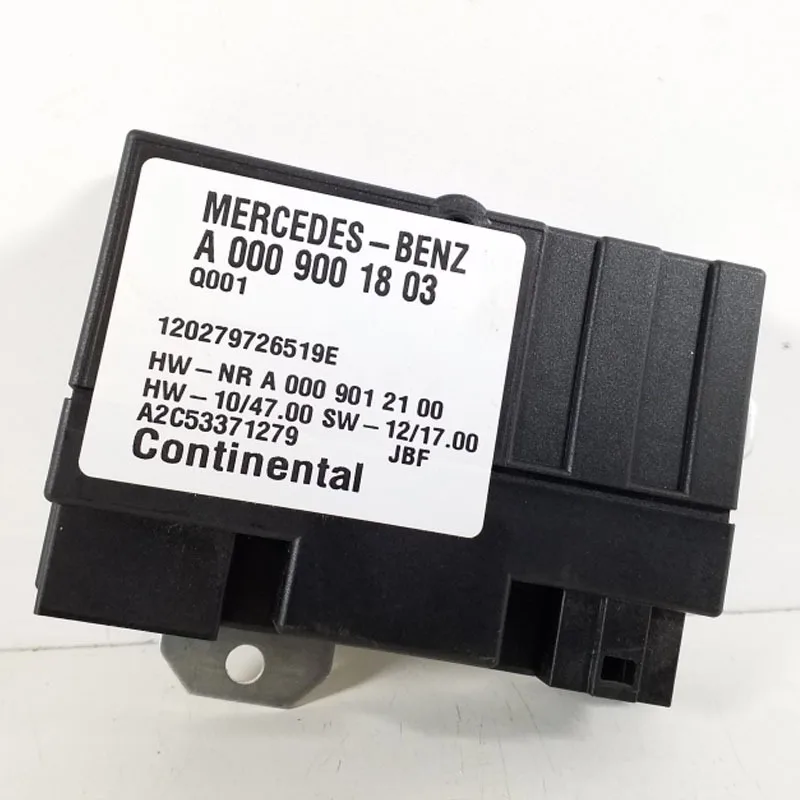 MERCEDES-BENZ
A 000 900 18 03
Q001
120279726519E
HW-NR A 000 901 21 00
HW-10/47.00 SW-12/17.00
A2C53371279 JBF
Continental